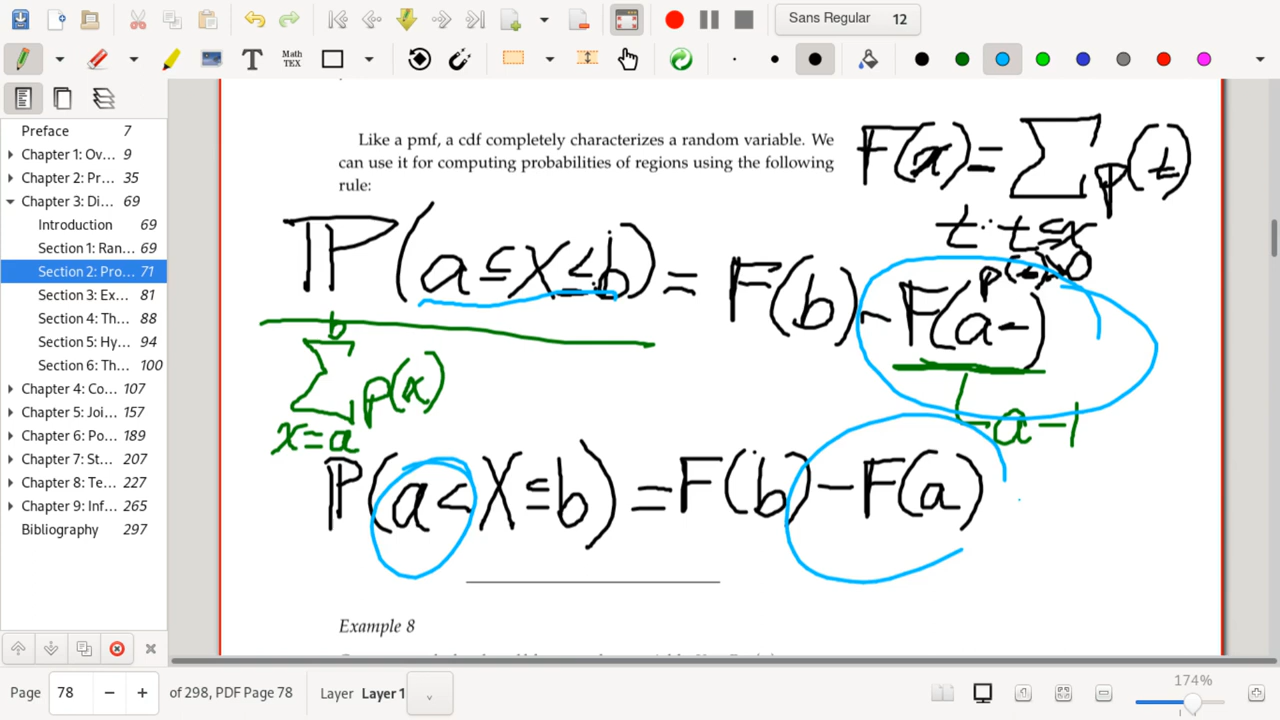 Sans Regular 12
T Math TEX
Preface 7
Chapter 1: Ov... 9
Chapter 2: Pr... 35
Chapter 3: Di... 69
Introduction 69
Section 1: Ran... 69
Section 2: Pro... 71
Section 3: Ex... 81
Section 4: Th... 88
Section 5: Hy... 94
Section 6: Th... 100
Chapter 4: Co... 107
Chapter 5: Joi... 157
Chapter 6: Po... 189
Chapter 7: St... 207
Chapter 8: Te... 227
Chapter 9: Inf... 265
Bibliography 297
Like a pmf, a cdf completely characterizes a random variable. We
can use it for computing probabilities of regions using the following
rule:
F(x) = ∑ p(t)
t: t≤x
p(t)>0
ℙ(a≤X≤b) = F(b) - F(a-)
a-1
b
∑ p(x)
x=a
ℙ(a<X≤b) = F(b) - F(a)
Example 8
Page 78 of 298, PDF Page 78 Layer Layer 1 174%